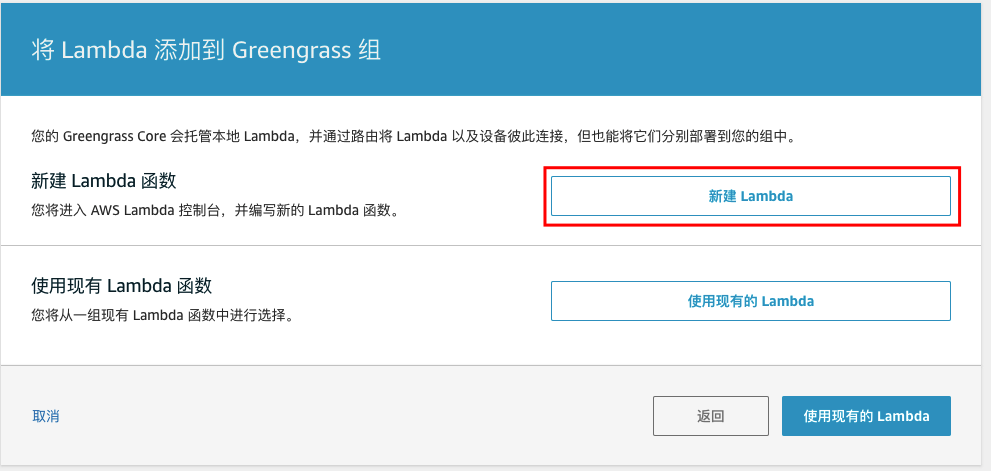 将 Lambda 添加到 Greengrass 组
您的 Greengrass Core 会托管本地 Lambda，并通过路由将 Lambda 以及设备彼此连接，但也能将它们分别部署到您的组中。
新建 Lambda 函数
您将进入 AWS Lambda 控制台，并编写新的 Lambda 函数。
新建 Lambda
使用现有 Lambda 函数
您将从一组现有 Lambda 函数中进行选择。
使用现有的 Lambda
取消
返回
使用现有的 Lambda